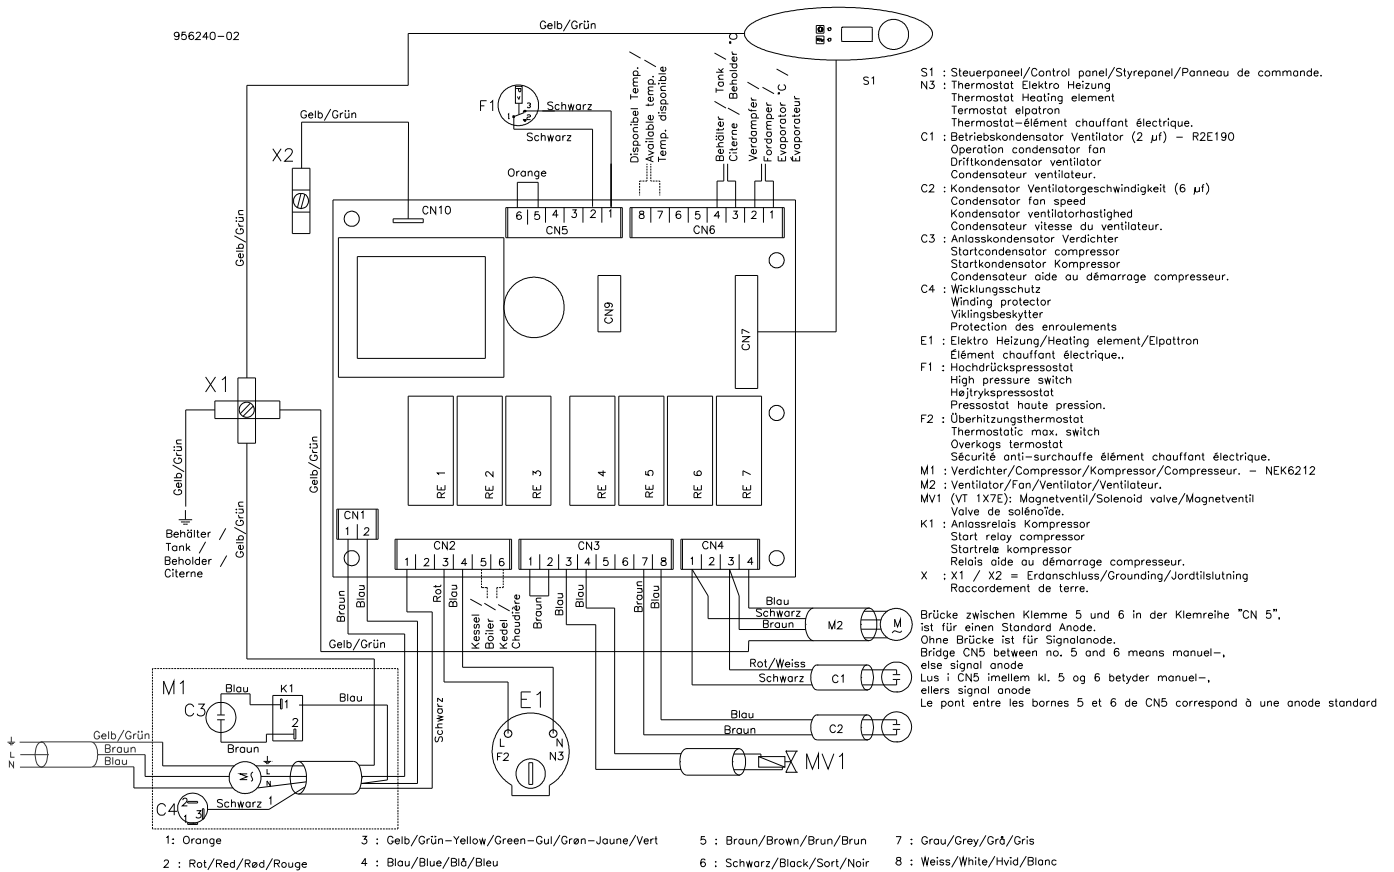 956240-02
Gelb/Grün
S1
F1
P
v
3
1
2
Schwarz
Schwarz
Gelb/Grün
X2
Orange
Disponibel Temp. /
Available temp. /
Temp. disponible
Behälter / Tank /
Citerne / Beholder °C
Verdampfer /
Fordamper /
Evaporator °C /
Évaporateur
CN10
6 5 4 3 2 1
CN5
8 7 6 5 4 3 2 1
CN6
Gelb/Grün
CN9
CN7
X1
Gelb/Grün
Gelb/Grün
Gelb/Grün
Behälter /
Tank /
Beholder /
Citerne
RE 1
RE 2
RE 3
RE 4
RE 5
RE 6
RE 7
CN1
1 2
CN2
1 2 3 4 5 6
CN3
1 2 3 4 5 6 7 8
CN4
1 2 3 4
Braun
Blau
Rot
Blau
Kessel /
Boiler /
Kedel /
Chaudière
Braun
Blau
Blau
Braun
Blau
Gelb/Grün
Blau
Schwarz
Braun
M2
M
~
Rot/Weiss
Schwarz
C1
Blau
Braun
C2
MV1
Schwarz
E1
L
F2
N
N3
M1
C3
Blau
K1
1
2
Blau
Braun
Gelb/Grün
Braun
Blau
L
N
M
L
N
C4
2
1
3
Schwarz 1
S1 : Steuerpaneel/Control panel/Styrepanel/Panneau de commande.
N3 : Thermostat Elektro Heizung
Thermostat Heating element
Termostat elpatron
Thermostat-élément chauffant électrique.
C1 : Betriebskondensator Ventilator (2 µf) - R2E190
Operation condensator fan
Driftkondensator ventilator
Condensateur ventilateur.
C2 : Kondensator Ventilatorgeschwindigkeit (6 µf)
Condensator fan speed
Kondensator ventilatorhastighed
Condensateur vitesse du ventilateur.
C3 : Anlasskondensator Verdichter
Startcondensator compressor
Startkondensator Kompressor
Condensateur aide au démarrage compresseur.
C4 : Wicklungsschutz
Winding protector
Viklingsbeskytter
Protection des enroulements
E1 : Elektro Heizung/Heating element/Elpattron
Élément chauffant électrique..
F1 : Hochdrückspressostat
High pressure switch
Højtrykspressostat
Pressostat haute pression.
F2 : Überhitzungsthermostat
Thermostatic max. switch
Overkogs termostat
Sécurité anti-surchauffe élément chauffant électrique.
M1 : Verdichter/Compressor/Kompressor/Compresseur. - NEK6212
M2 : Ventilator/Fan/Ventilator/Ventilateur.
MV1 (VT 1X7E): Magnetventil/Solenoid valve/Magnetventil
Valve de solénoïde.
K1 : Anlassrelais Kompressor
Start relay compressor
Startrelæ kompressor
Relais aide au démarrage compresseur.
X : X1 / X2 = Erdanschluss/Grounding/Jordtilslutning
Raccordement de terre.
Brücke zwischen Klemme 5 und 6 in der Klemreihe "CN 5",
ist für einen Standard Anode.
Ohne Brücke ist für Signalanode.
Bridge CN5 between no. 5 and 6 means manuel-,
else signal anode
Lus i CN5 imellem kl. 5 og 6 betyder manuel-,
ellers signal anode
Le pont entre les bornes 5 et 6 de CN5 correspond à une anode standard
1: Orange
3 : Gelb/Grün-Yellow/Green-Gul/Grøn-Jaune/Vert
5 : Braun/Brown/Brun/Brun
7 : Grau/Grey/Grå/Gris
2 : Rot/Red/Rød/Rouge
4 : Blau/Blue/Blå/Bleu
6 : Schwarz/Black/Sort/Noir
8 : Weiss/White/Hvid/Blanc